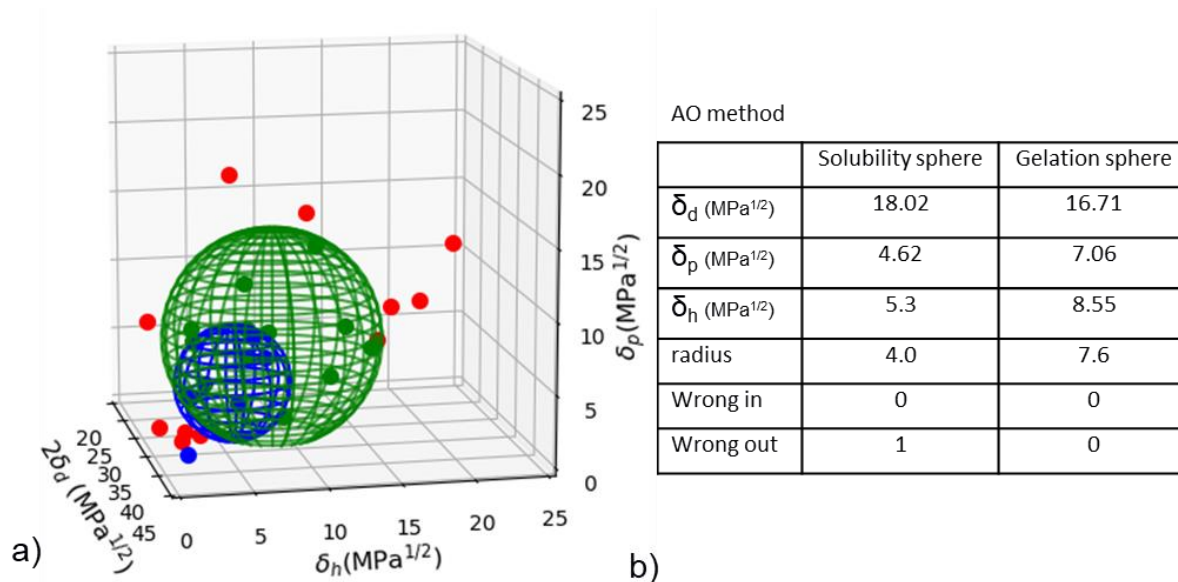 25
20
15
10
5
0
δp(MPa1/2)
20
25
30
35
40
45
2δd (MPa1/2)
0
5
10
15
20
25
δh(MPa1/2)
a)
AO method
Solubility sphere Gelation sphere
δd (MPa1/2) 18.02 16.71
δp (MPa1/2) 4.62 7.06
δh (MPa1/2) 5.3 8.55
radius 4.0 7.6
Wrong in 0 0
Wrong out 1 0
b)